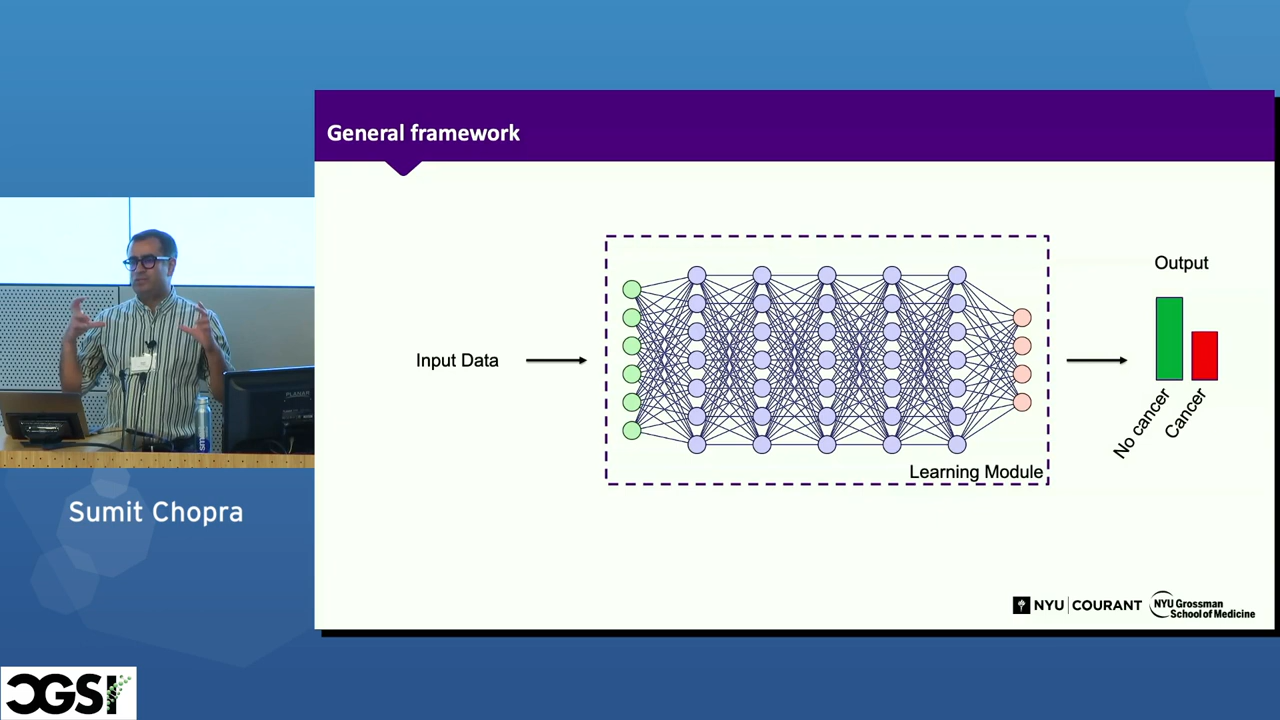 General framework
Input Data
Learning Module
Output
No cancer
Cancer
NYU COURANT
NYU Grossman
School of Medicine
Sumit Chopra
CGSI